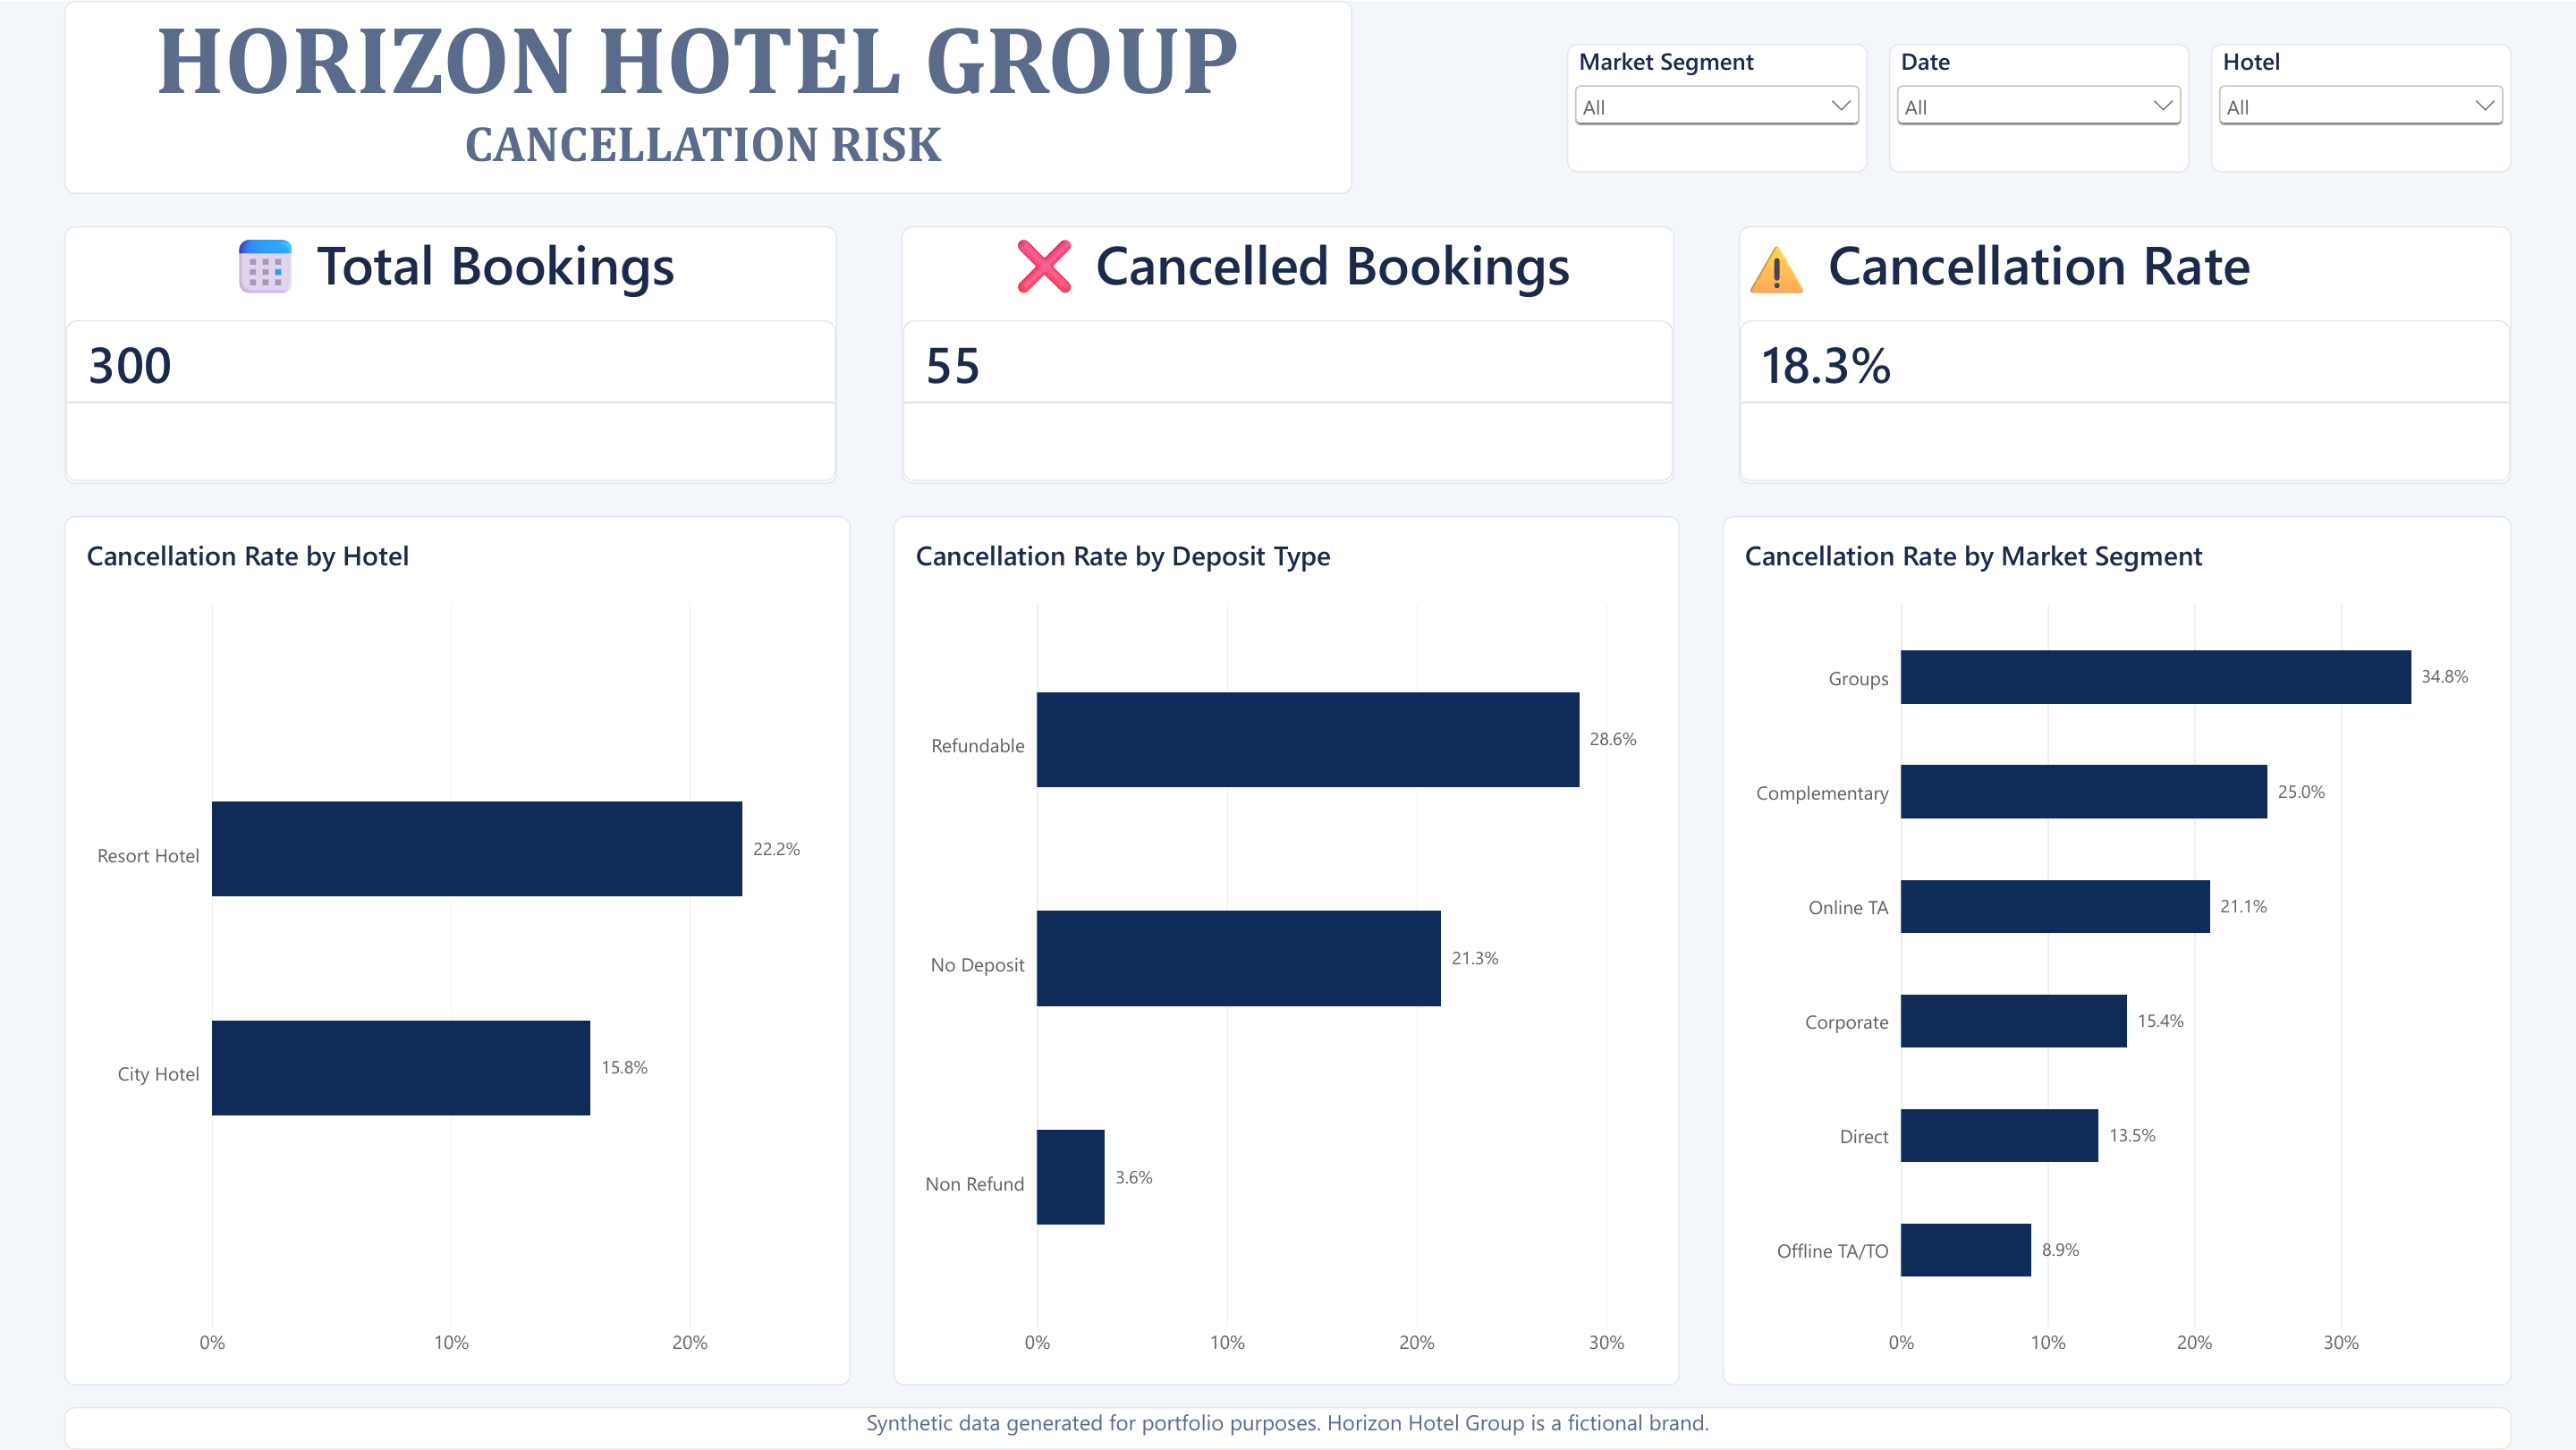 HORIZON HOTEL GROUP
CANCELLATION RISK
Market Segment
All
Date
All
Hotel
All
Total Bookings
300
Cancelled Bookings
55
Cancellation Rate
18.3%
Cancellation Rate by Hotel
Resort Hotel
22.2%
City Hotel
15.8%
0% 10% 20%
Cancellation Rate by Deposit Type
Refundable
28.6%
No Deposit
21.3%
Non Refund
3.6%
0% 10% 20% 30%
Cancellation Rate by Market Segment
Groups
34.8%
Complementary
25.0%
Online TA
21.1%
Corporate
15.4%
Direct
13.5%
Offline TA/TO
8.9%
0% 10% 20% 30%
Synthetic data generated for portfolio purposes. Horizon Hotel Group is a fictional brand.